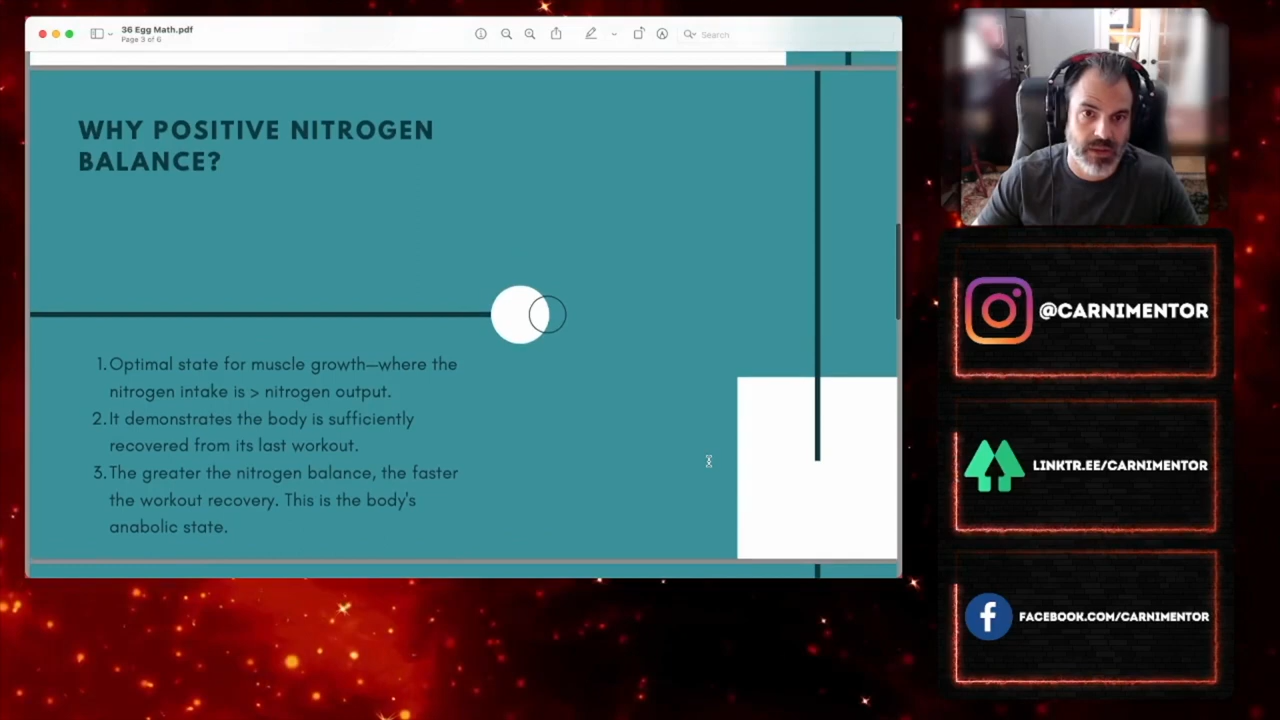 36 Egg Math.pdf
Page 3 of 6
Search
WHY POSITIVE NITROGEN
BALANCE?
1. Optimal state for muscle growth—where the
nitrogen intake is > nitrogen output.
2. It demonstrates the body is sufficiently
recovered from its last workout.
3. The greater the nitrogen balance, the faster
the workout recovery. This is the body's
anabolic state.
@CARNIMENTOR
LINKTR.EE/CARNIMENTOR
FACEBOOK.COM/CARNIMENTOR